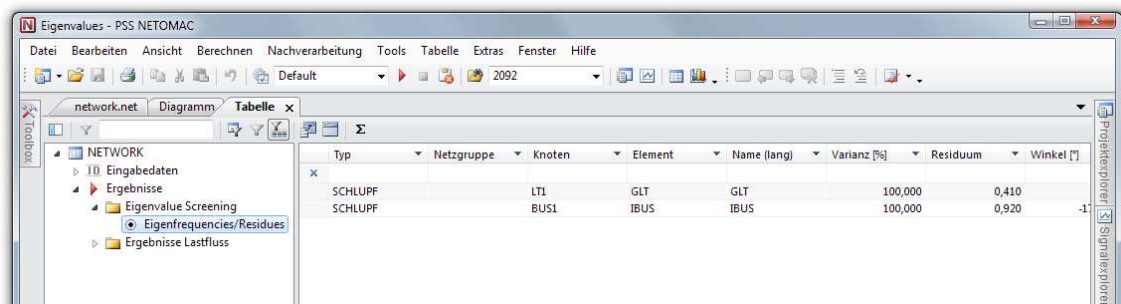 Eigenvalues - PSS NETOMAC
Datei Bearbeiten Ansicht Berechnen Nachverarbeitung Tools Tabelle Extras Fenster Hilfe
Default 2092
network.net Diagramm Tabelle x
Toolbox
Σ
NETWORK
Eingabedaten
Ergebnisse
Eigenvalue Screening
Eigenfrequencies/Residues
Ergebnisse Lastfluss
Typ Netzgruppe Knoten Element Name (lang) Varianz [%] Residuum Winkel [°]
SCHLUPF LT1 GLT GLT 100,000 0,410
SCHLUPF BUS1 IBUS IBUS 100,000 0,920
Projektexplorer
Signalexplorer